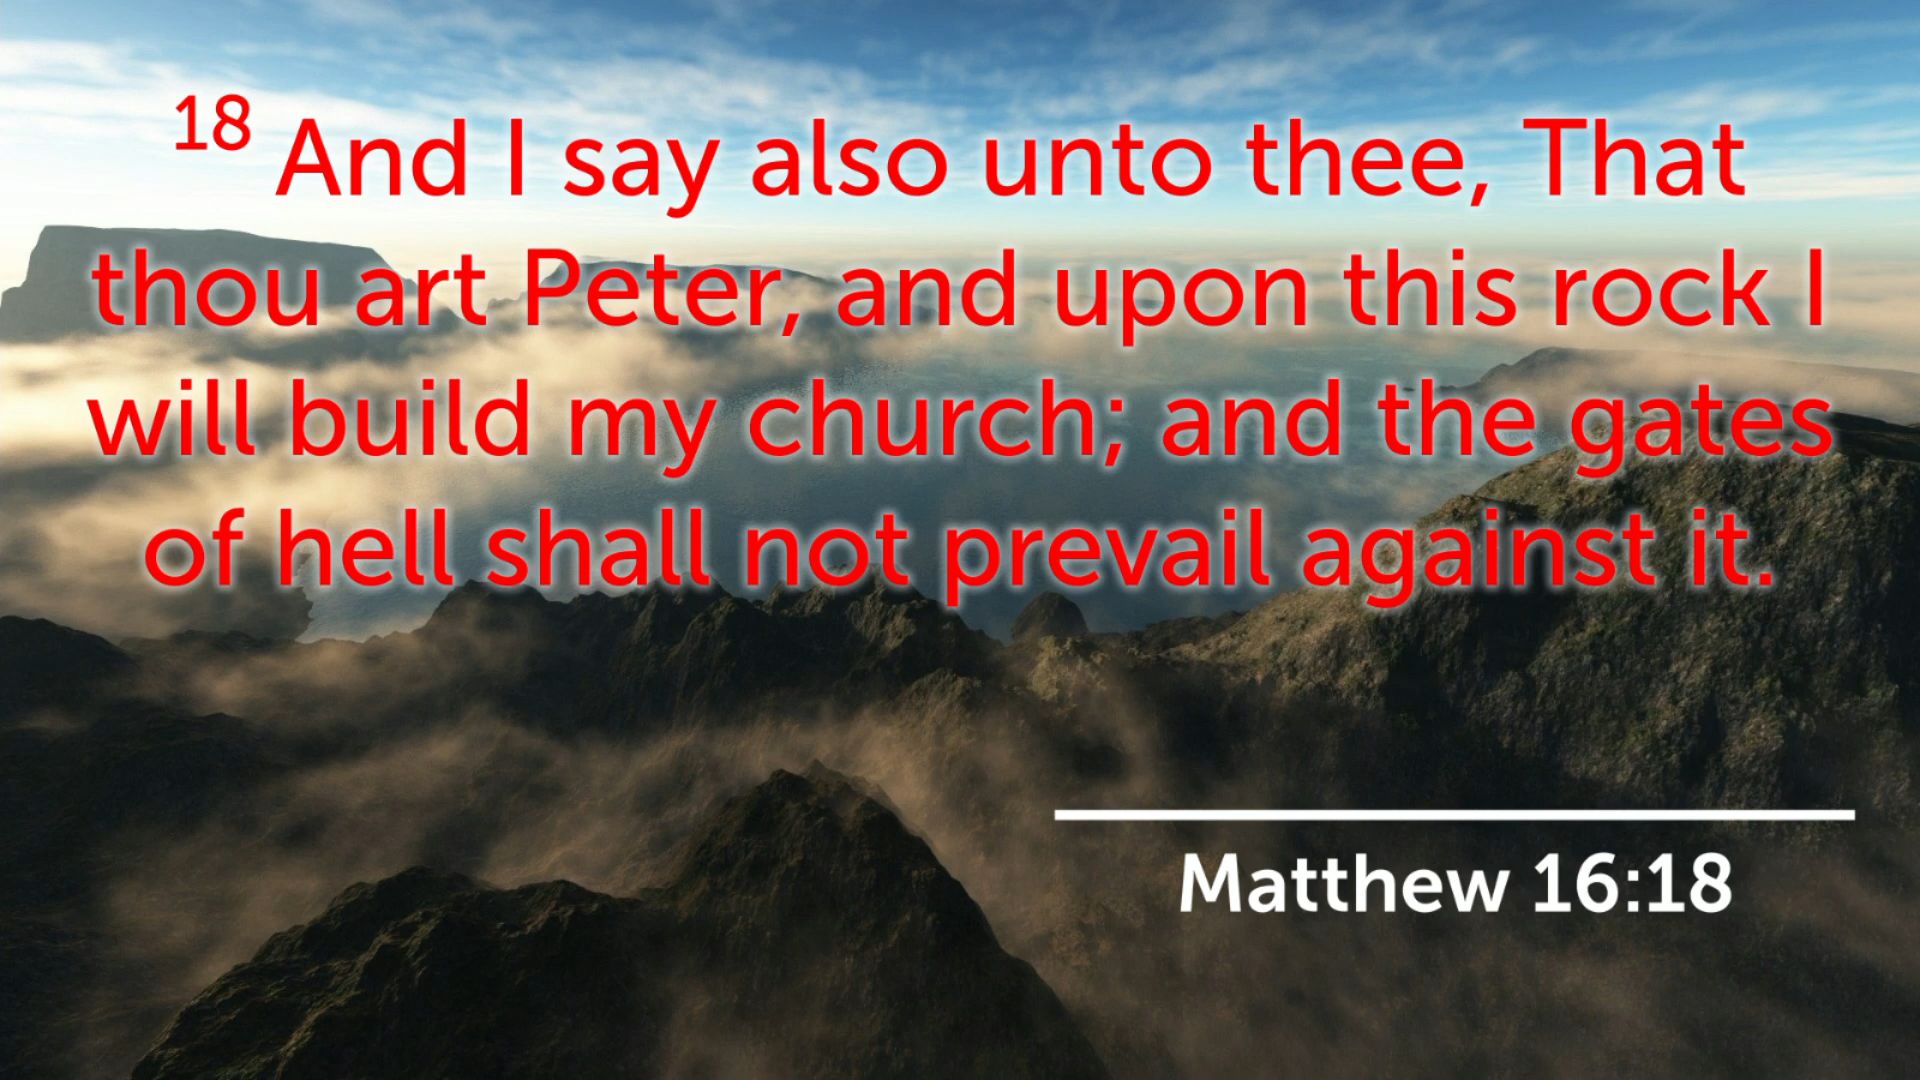 18 And I say also unto thee, That
thou art Peter, and upon this rock I
will build my church; and the gates
of hell shall not prevail against it.
Matthew 16:18